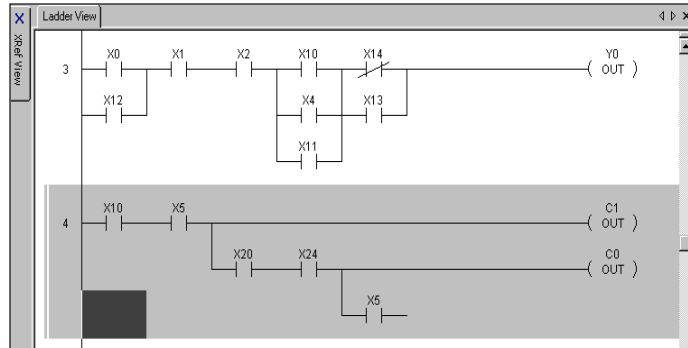 X Ladder View
XRef View
X0 X1 X2 X10 X14 Y0
3 OUT
X12 X4 X13
X11
X10 X5 C1
4 OUT
X20 X24 C0
OUT
X5